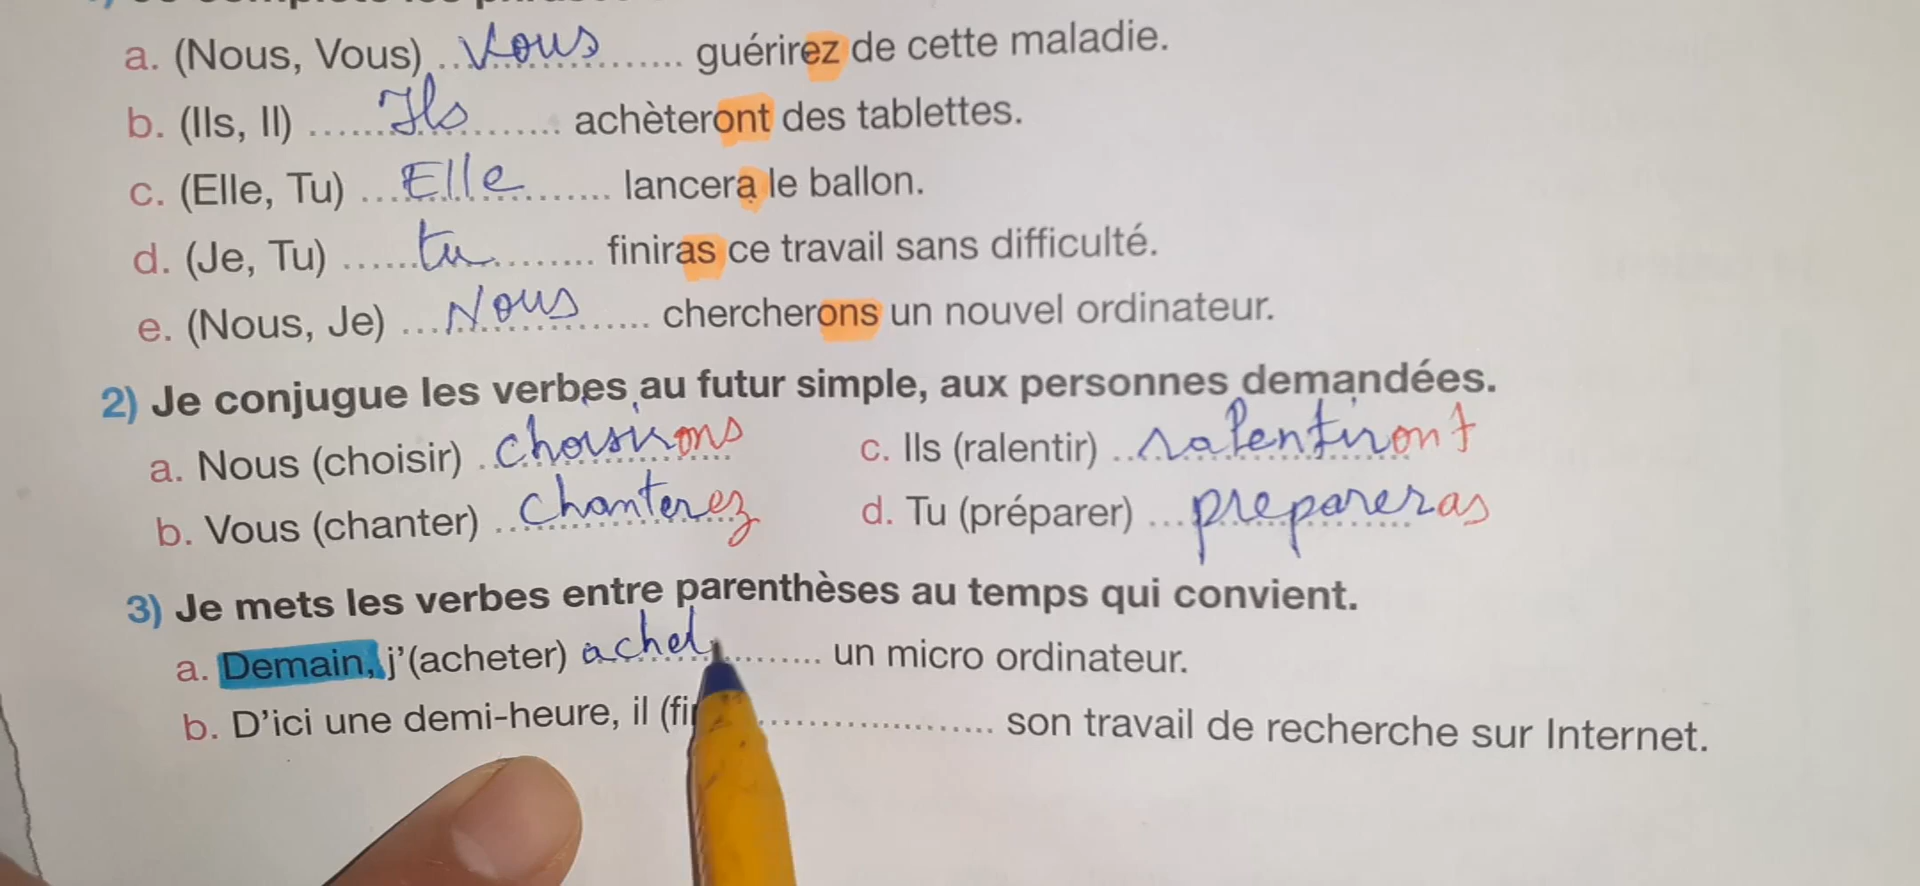 a. (Nous, Vous) Vous guérirez de cette maladie.
b. (Ils, Il) Ils achèteront des tablettes.
c. (Elle, Tu) Elle lancera le ballon.
d. (Je, Tu) tu finiras ce travail sans difficulté.
e. (Nous, Je) Nous chercherons un nouvel ordinateur.
2) Je conjugue les verbes au futur simple, aux personnes demandées.
a. Nous (choisir) choisirons
c. Ils (ralentir) ralentiront
b. Vous (chanter) chanterez
d. Tu (préparer) prepareras
3) Je mets les verbes entre parenthèses au temps qui convient.
a. Demain, j'(acheter) achet un micro ordinateur.
b. D'ici une demi-heure, il son travail de recherche sur Internet.